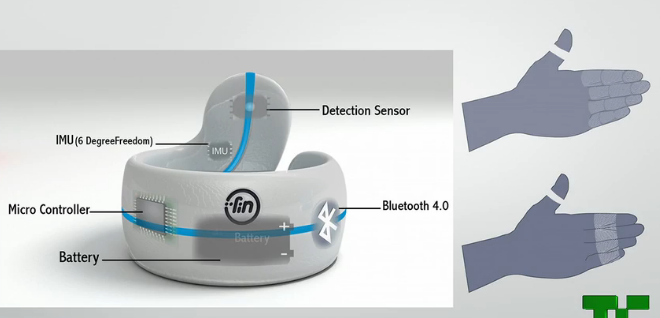 Detection Sensor
IMU(6 DegreeFreedom)
IMU
Micro Controller
fin
Bluetooth 4.0
Battery
Battery